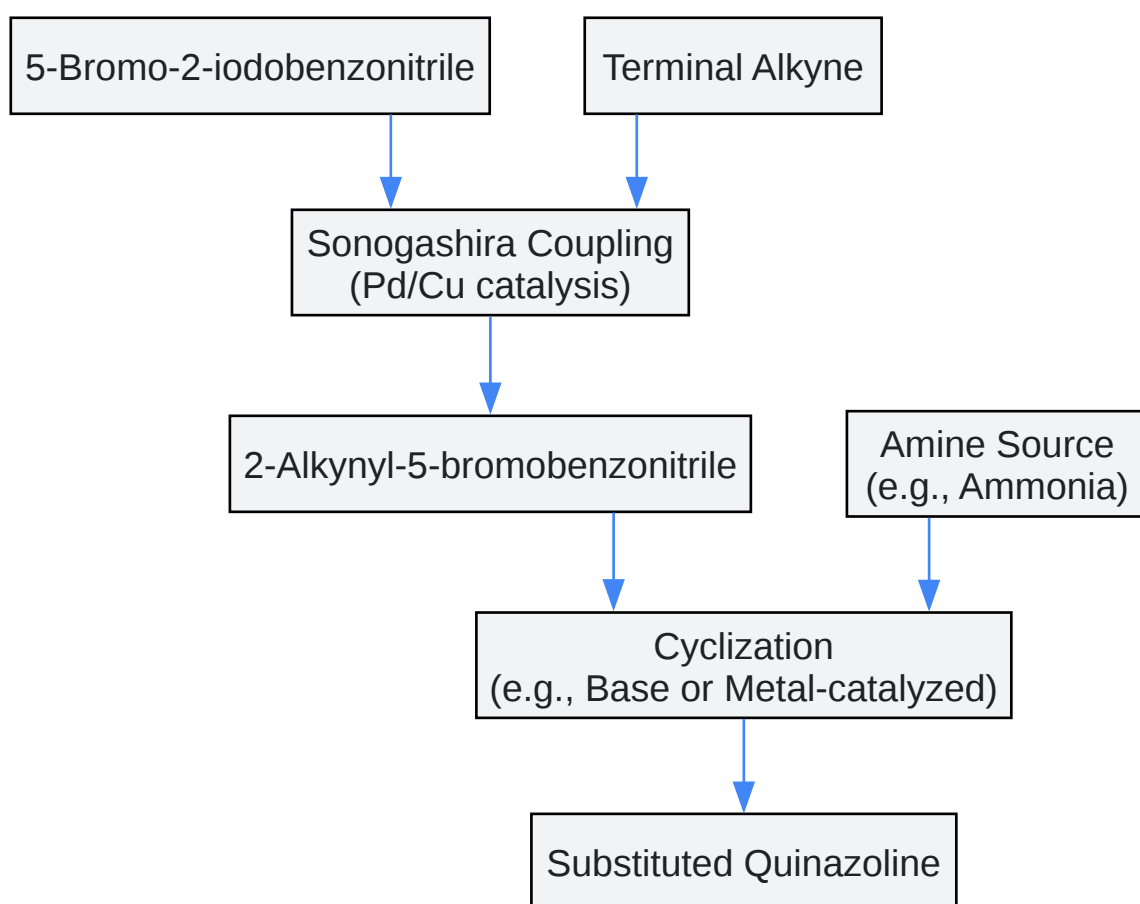 5-Bromo-2-iodobenzonitrile
Terminal Alkyne
Sonogashira Coupling
(Pd/Cu catalysis)
2-Alkynyl-5-bromobenzonitrile
Amine Source
(e.g., Ammonia)
Cyclization
(e.g., Base or Metal-catalyzed)
Substituted Quinazoline